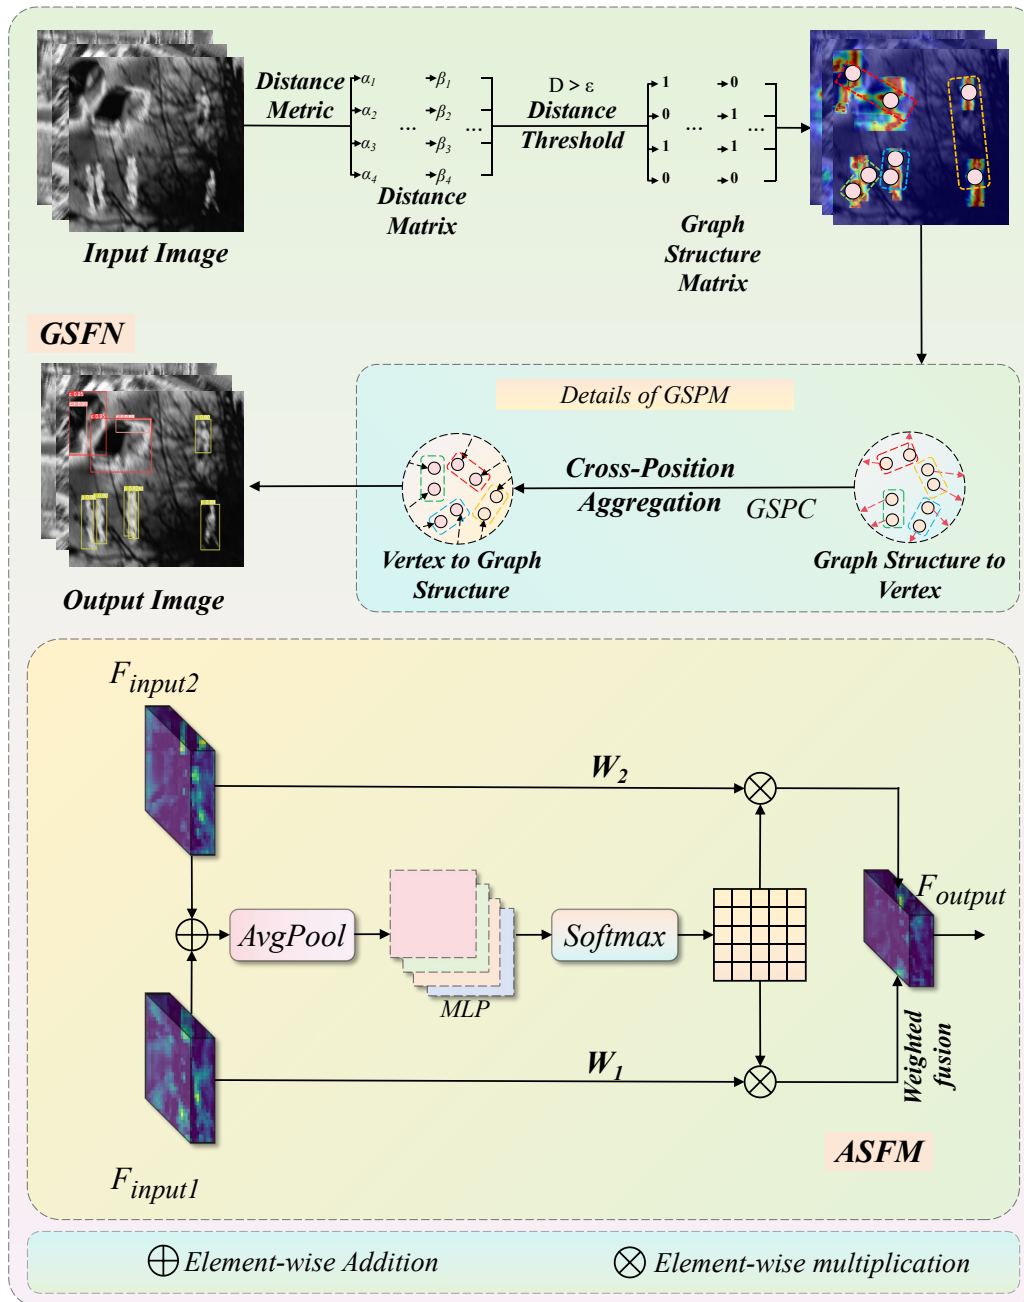 Input Image
Distance
Metric
α1 β1
α2 β2
... ...
α3 β3
α4 β4
Distance
Matrix
D > ε
Distance
Threshold
1 0
0 1
... ...
1 1
0 0
Graph
Structure
Matrix
GSFN
Output Image
Details of GSPM
Cross-Position
Aggregation
GSPC
Vertex to Graph
Structure
Graph Structure to
Vertex
Finput2
W2
AvgPool
MLP
Softmax
Foutput
W1
Weighted
fusion
Finput1
ASFM
Element-wise Addition
Element-wise multiplication